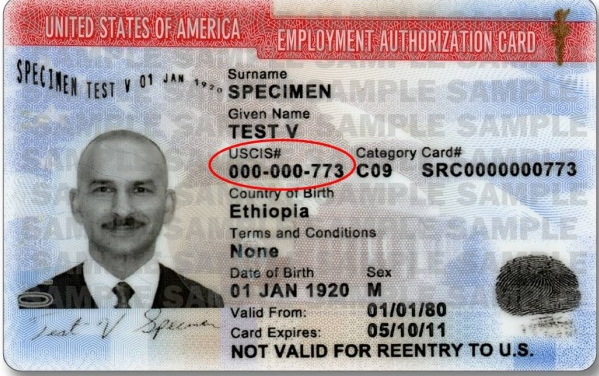 UNITED STATES OF AMERICA EMPLOYMENT AUTHORIZATION CARD
SPECIMEN TEST V 01 JAN 1920
Surname
SPECIMEN
Given Name
TEST V
USCIS# Category Card#
000-000-773 C09 SRC0000000773
Country of Birth
Ethiopia
Terms and Conditions
None
Date of Birth Sex
01 JAN 1920 M
Valid From: 01/01/80
Card Expires: 05/10/11
NOT VALID FOR REENTRY TO U.S.
Test V Specimen
SAMPLE SAMPLE SAMPLE